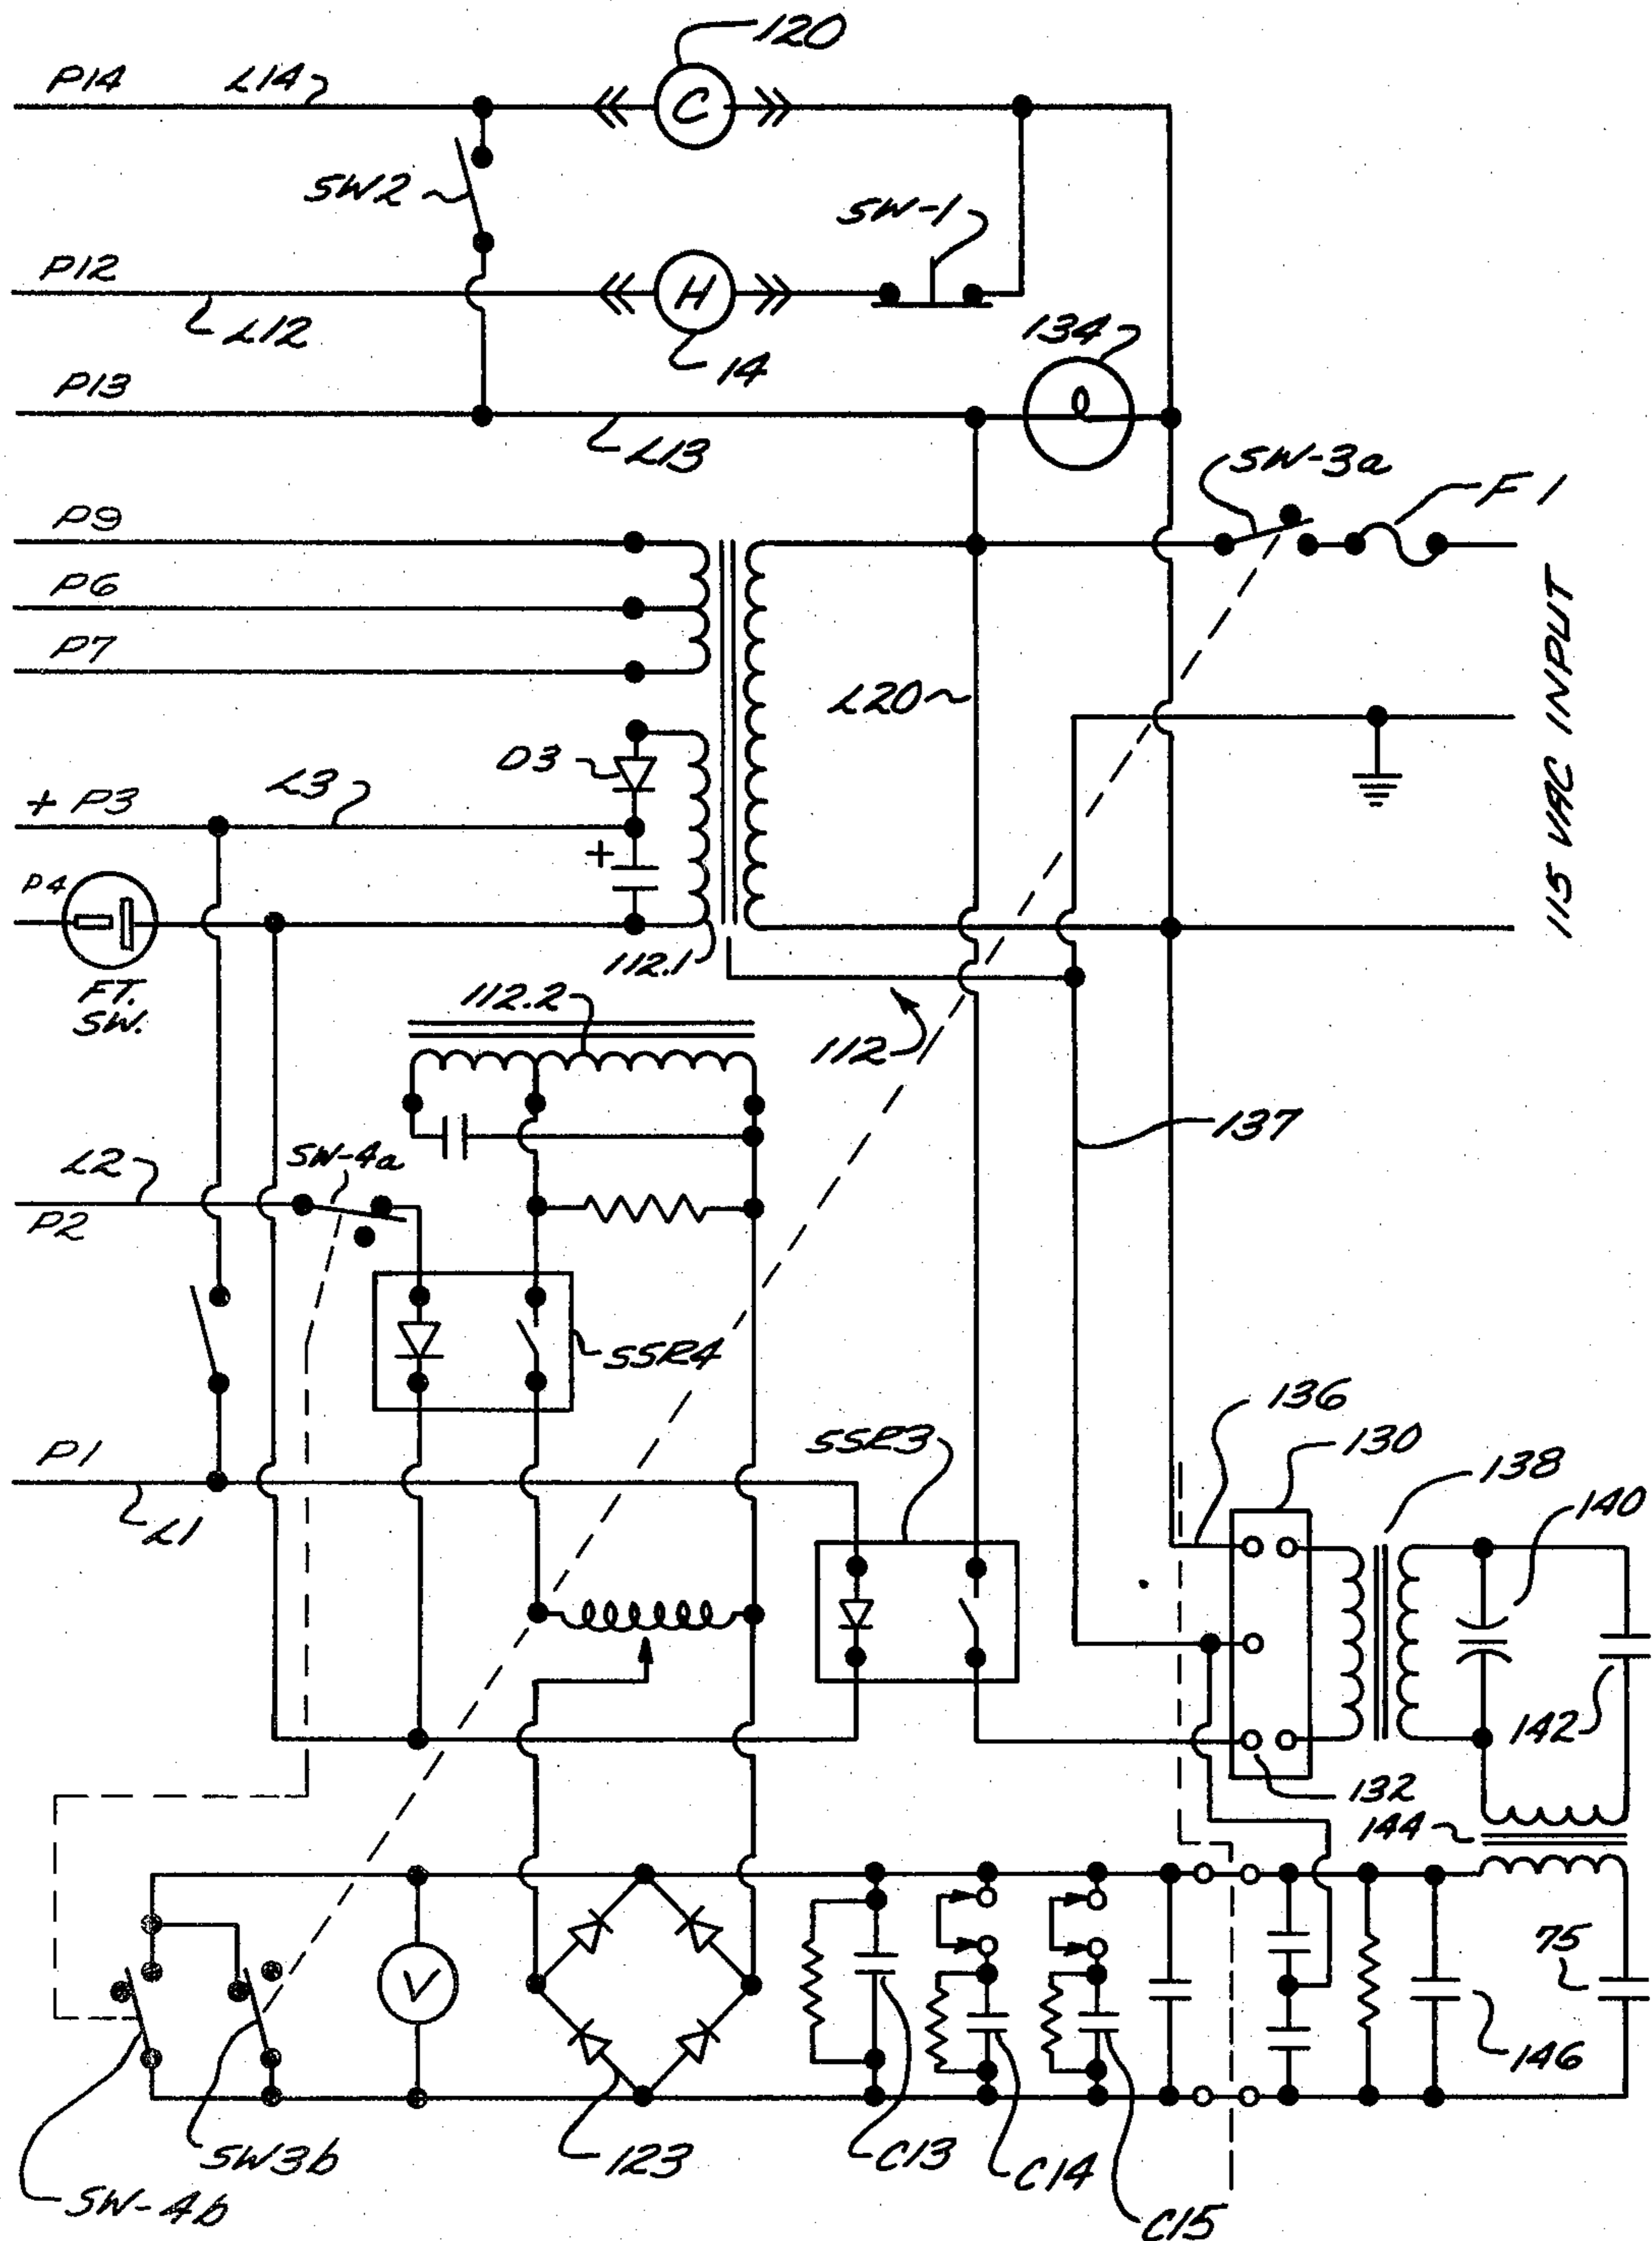 120
P14 L14
C
SW2
SW-1
P12
H
L12
14
134
P13
L13
SW-3a
F1
P9
P6
P7
L20
115 VAC INPUT
D3
+ P3 L3
+
P4
112.1
FT.
SW.
112.2
112
137
L2
SW-4a
P2
SSR4
136
P1
SSR3
130
138
140
L1
142
132
144
V
75
146
SW3b
123
C13
C14
SW-4b
C15